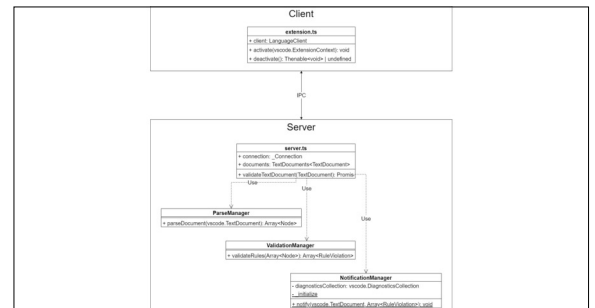 Client
extension.ts
+ client: LanguageClient
+ activate(vscode.ExtensionContext): void
+ deactivate(): Thenable<void> | undefined
IPC
Server
server.ts
+ connection: _Connection
+ documents: TextDocuments<TextDocument>
+ validateTextDocument(TextDocument): Promis
Use
Use
Use
ParseManager
+ parseDocument(vscode.TextDocument): Array<Node>
ValidationManager
+ validateRules(Array<Node>): Array<RuleViolation>
NotificationManager
- diagnosticsCollection: vscode.DiagnosticsCollection
- _initialize
+ notify(vscode.TextDocument, Array<RuleViolation>): void